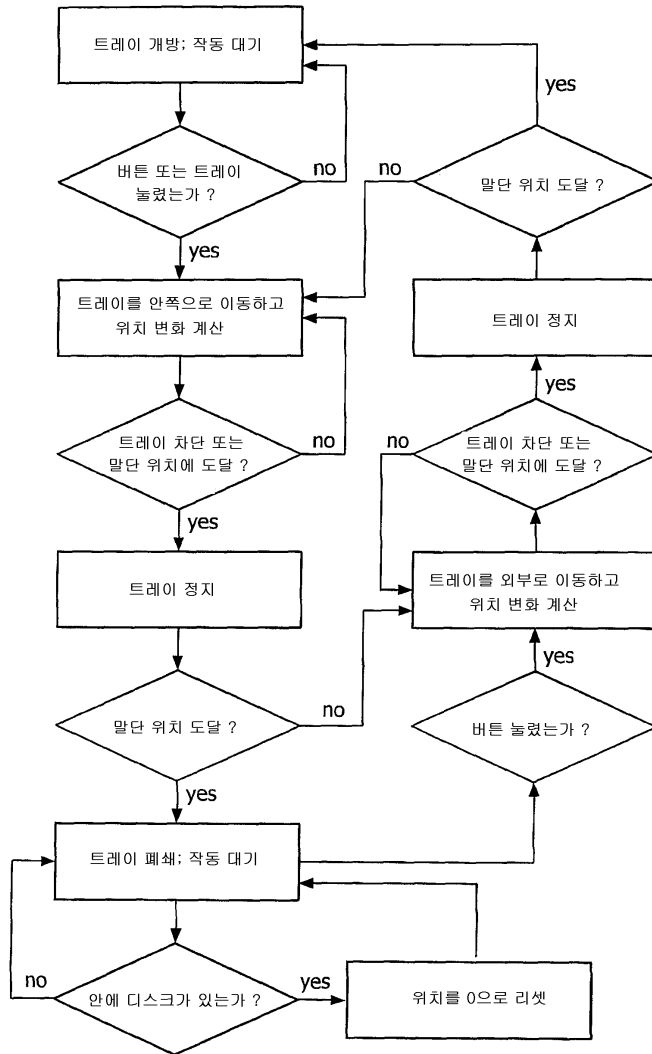 트레이 개방; 작동 대기
yes
버튼 또는 트레이
눌렸는가 ?
no
no
말단 위치 도달 ?
yes
트레이를 안쪽으로 이동하고
위치 변화 계산
트레이 정지
yes
트레이 차단 또는
말단 위치에 도달 ?
no
no
트레이 차단 또는
말단 위치에 도달 ?
yes
트레이 정지
트레이를 외부로 이동하고
위치 변화 계산
yes
말단 위치 도달 ?
no
버튼 눌렸는가 ?
yes
트레이 폐쇄; 작동 대기
no
안에 디스크가 있는가 ?
yes
위치를 0으로 리셋